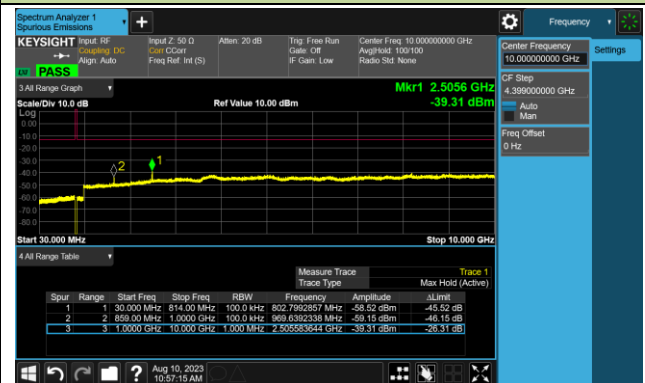 Spectrum Analyzer 1
Spurious Emissions
Frequency
KEYSIGHT
Input: RF
Coupling: DC
Align: Auto
Input Z: 50 Ω
Corr CCorr
Freq Ref: Int (S)
Atten: 20 dB
Trig: Free Run
Gate: Off
IF Gain: Low
Center Freq: 10.000000000 GHz
Avg|Hold: 100/100
Radio Std: None
PASS
Center Frequency
10.000000000 GHz
Settings
CF Step
4.399000000 GHz
Auto
Man
Freq Offset
0 Hz
3 All Range Graph
Mkr1 2.5056 GHz
Scale/Div 10.0 dB
Ref Value 10.00 dBm
-39.31 dBm
Log
0.00
-10.0
-20.0
-30.0
-40.0
-50.0
-60.0
-70.0
-80.0
2
1
Start 30.000 MHz
Stop 10.000 GHz
4 All Range Table
Measure Trace Trace 1
Trace Type Max Hold (Active)
Spur Range Start Freq Stop Freq RBW Frequency Amplitude ΔLimit
1 1 30.000 MHz 814.00 MHz 100.0 kHz 802.7992857 MHz -58.52 dBm -45.52 dB
2 2 859.00 MHz 1.0000 GHz 100.0 kHz 969.6392338 MHz -59.15 dBm -46.15 dB
3 3 1.0000 GHz 10.000 GHz 1.000 MHz 2.505583644 GHz -39.31 dBm -26.31 dB
?
Aug 10, 2023
10:57:15 AM